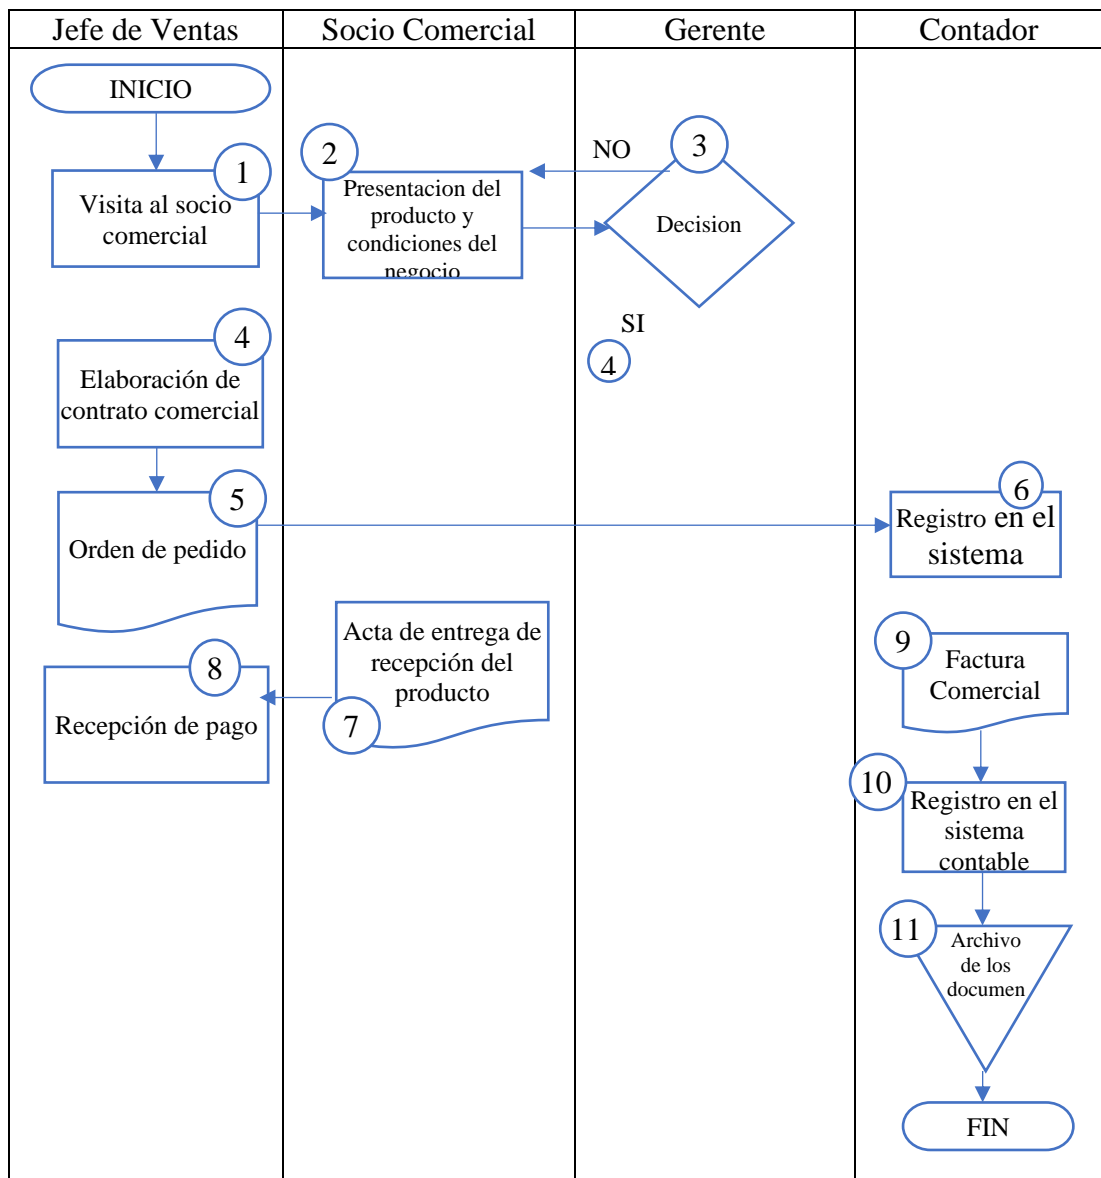 Jefe de Ventas
Socio Comercial
Gerente
Contador
INICIO
1
Visita al socio
comercial
2
Presentacion del
producto y
condiciones del
negocio
NO
3
Decision
SI
4
4
Elaboración de
contrato comercial
5
Orden de pedido
6
Registro en el
sistema
Acta de entrega de
recepción del
producto
7
8
Recepción de pago
9
Factura
Comercial
10
Registro en el
sistema
contable
11
Archivo
de los
documen
FIN